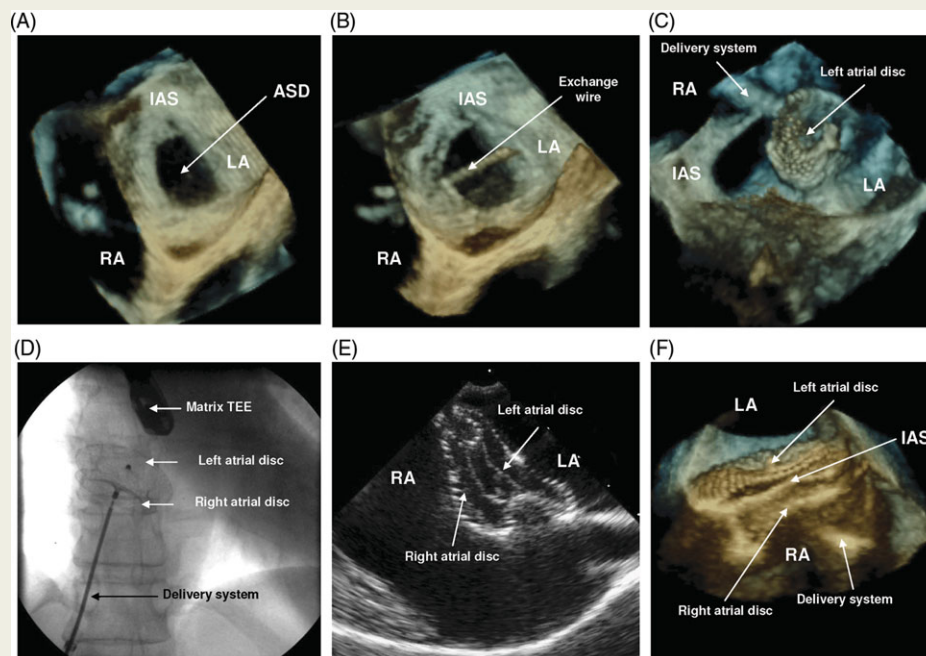 (A)
IAS
ASD
LA
RA
(B)
IAS
Exchange
wire
LA
RA
(C)
Delivery system
RA
Left atrial disc
IAS
LA
(D)
Matrix TEE
Left atrial disc
Right atrial disc
Delivery system
(E)
Left atrial disc
RA
LA
Right atrial disc
(F)
Left atrial disc
LA
IAS
RA
Right atrial disc
Delivery system